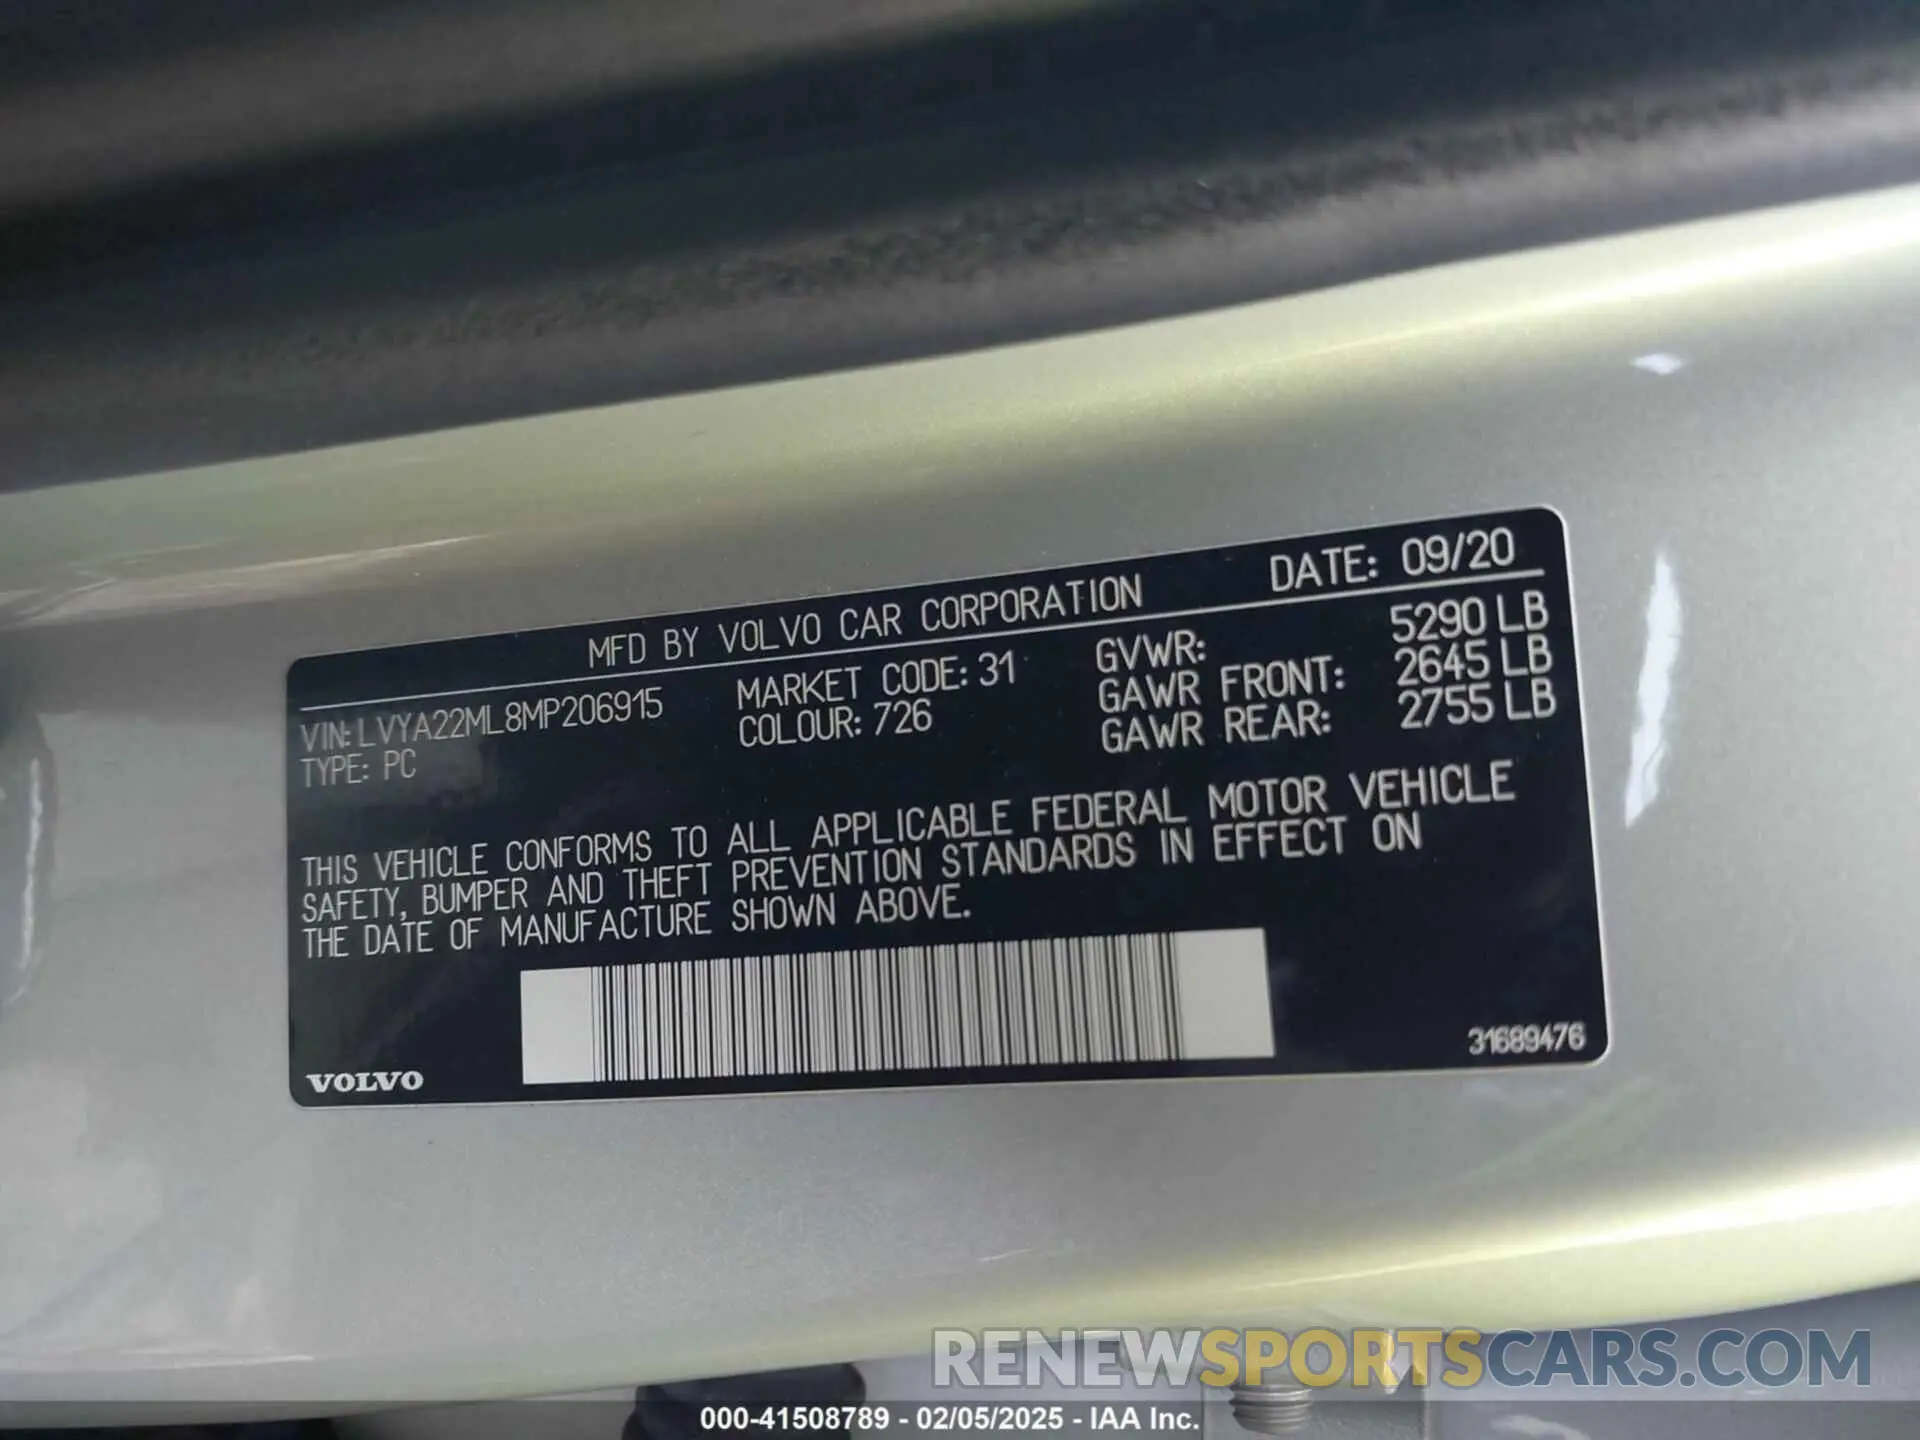 MFD BY VOLVO CAR CORPORATION DATE: 09/20
VIN: LVYA22ML8MP206915 MARKET CODE: 31 GVWR: 5290 LB
TYPE: PC COLOUR: 726 GAWR FRONT: 2645 LB
GAWR REAR: 2755 LB
THIS VEHICLE CONFORMS TO ALL APPLICABLE FEDERAL MOTOR VEHICLE
SAFETY, BUMPER AND THEFT PREVENTION STANDARDS IN EFFECT ON
THE DATE OF MANUFACTURE SHOWN ABOVE.
31689476
VOLVO
RENEWSPORTSCARS.COM
000-41508789 - 02/05/2025 - IAA Inc.